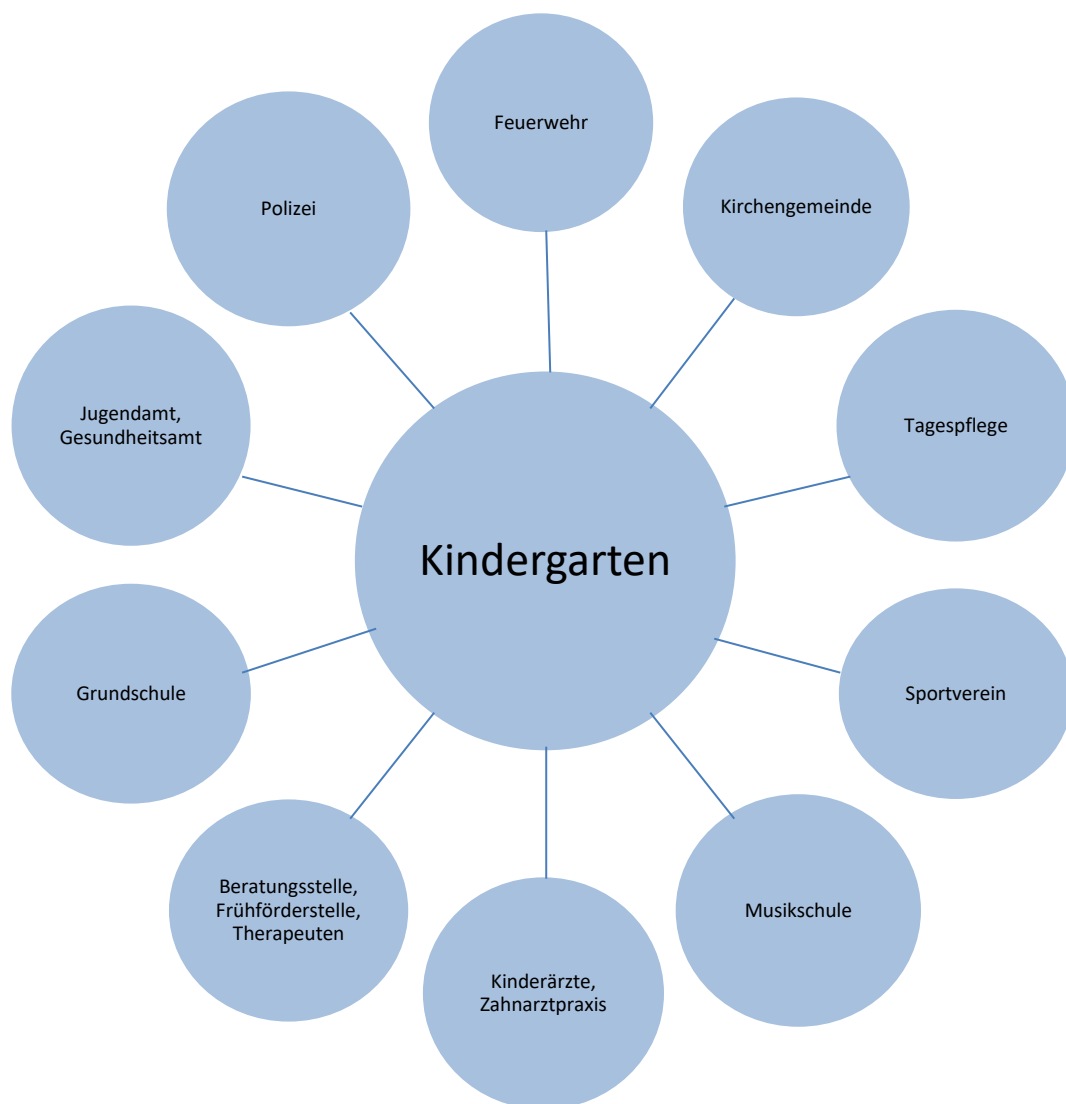 Feuerwehr
Polizei
Kirchengemeinde
Jugendamt,
Gesundheitsamt
Tagespflege
Kindergarten
Grundschule
Sportverein
Beratungsstelle,
Frühförderstelle,
Therapeuten
Musikschule
Kinderärzte,
Zahnarztpraxis